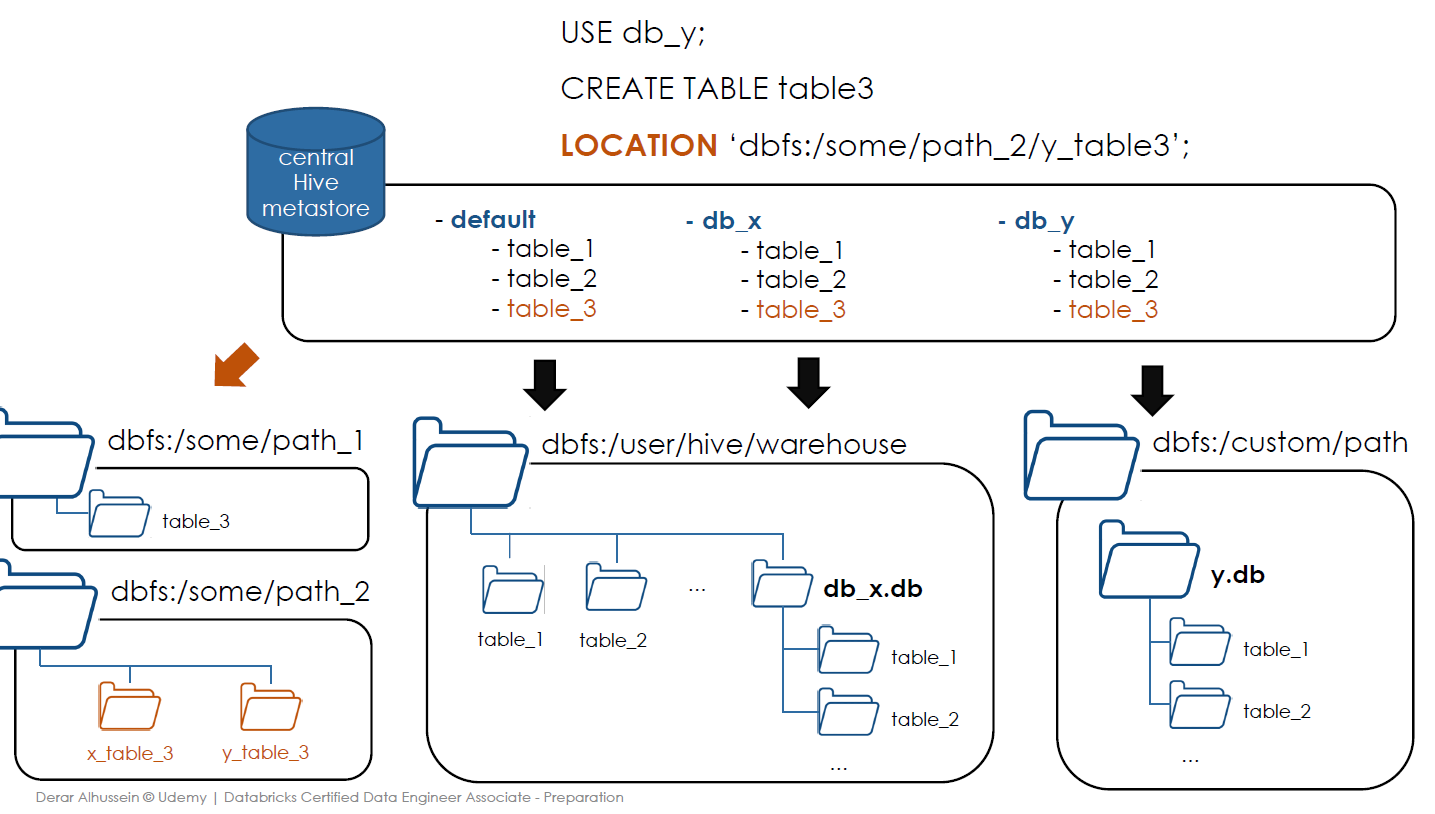 USE db_y;
CREATE TABLE table3
LOCATION ‘dbfs:/some/path_2/y_table3’;
central
Hive
metastore
- default
- table_1
- table_2
- table_3
- db_x
- table_1
- table_2
- table_3
- db_y
- table_1
- table_2
- table_3
dbfs:/some/path_1
table_3
dbfs:/some/path_2
x_table_3
y_table_3
dbfs:/user/hive/warehouse
table_1
table_2
...
db_x.db
table_1
table_2
...
dbfs:/custom/path
y.db
table_1
table_2
...
Derar Alhussein © Udemy | Databricks Certified Data Engineer Associate - Preparation